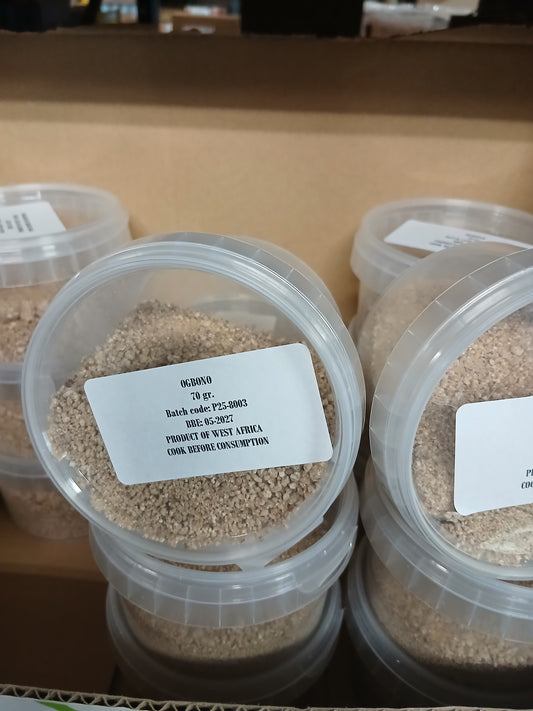 OGBONO
70 gr.
Batch code: P25-8003
BBE: 05-2027
PRODUCT OF WEST AFRICA
COOK BEFORE CONSUMPTION